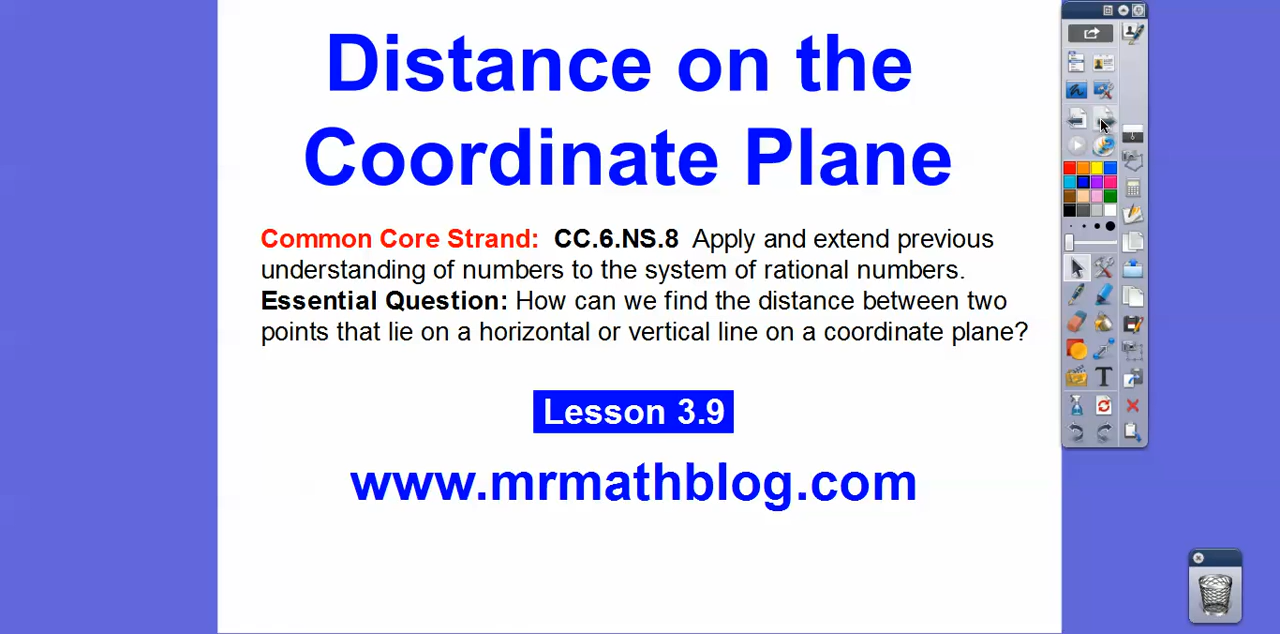 Distance on the
Coordinate Plane
Common Core Strand: CC.6.NS.8 Apply and extend previous
understanding of numbers to the system of rational numbers.
Essential Question: How can we find the distance between two
points that lie on a horizontal or vertical line on a coordinate plane?
Lesson 3.9
www.mrmathblog.com